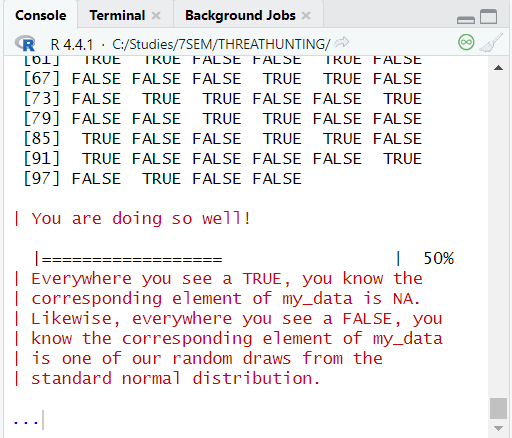 Console Terminal × Background Jobs ×
R 4.4.1 · C:/Studies/7SEM/THREATHUNTING/
[61] TRUE TRUE FALSE FALSE TRUE FALSE
[67] FALSE FALSE FALSE TRUE TRUE FALSE
[73] FALSE TRUE TRUE FALSE FALSE TRUE
[79] FALSE FALSE FALSE TRUE FALSE FALSE
[85] TRUE FALSE FALSE TRUE TRUE FALSE
[91] TRUE FALSE FALSE FALSE FALSE TRUE
[97] FALSE TRUE FALSE FALSE
| You are doing so well!
|================== | 50%
| Everywhere you see a TRUE, you know the
| corresponding element of my_data is NA.
| Likewise, everywhere you see a FALSE, you
| know the corresponding element of my_data
| is one of our random draws from the
| standard normal distribution.
...